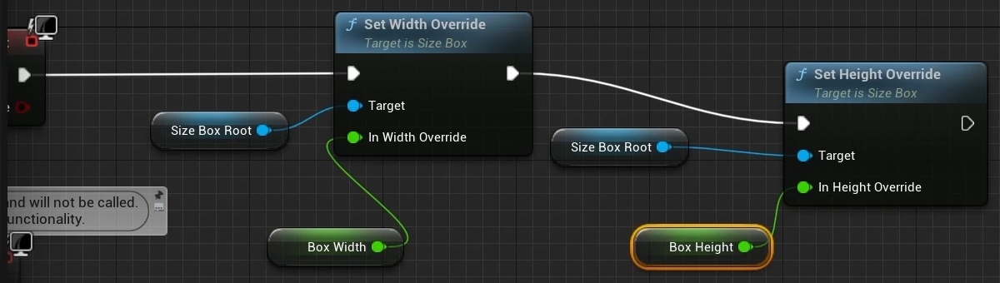 Set Width Override
Target is Size Box
Target
In Width Override
Size Box Root
Box Width
Set Height Override
Target is Size Box
Target
In Height Override
Size Box Root
Box Height
and will not be called.
unctionality.